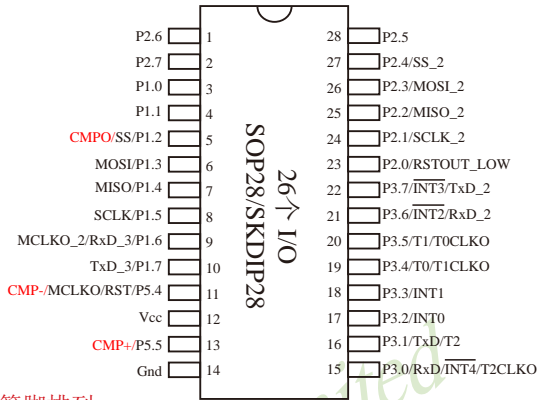 P2.6 1 28 P2.5
P2.7 2 27 P2.4/SS_2
P1.0 3 26 P2.3/MOSI_2
P1.1 4 25 P2.2/MISO_2
CMPO/SS/P1.2 5 24 P2.1/SCLK_2
MOSI/P1.3 6 23 P2.0/RSTOUT_LOW
MISO/P1.4 7 22 P3.7/INT3/TxD_2
SCLK/P1.5 8 21 P3.6/INT2/RxD_2
MCLKO_2/RxD_3/P1.6 9 20 P3.5/T1/T0CLKO
TxD_3/P1.7 10 19 P3.4/T0/T1CLKO
CMP-/MCLKO/RST/P5.4 11 18 P3.3/INT1
Vcc 12 17 P3.2/INT0
CMP+/P5.5 13 16 P3.1/TxD/T2
Gnd 14 15 P3.0/RxD/INT4/T2CLKO
26个 I/O
SOP28/SKDIP28